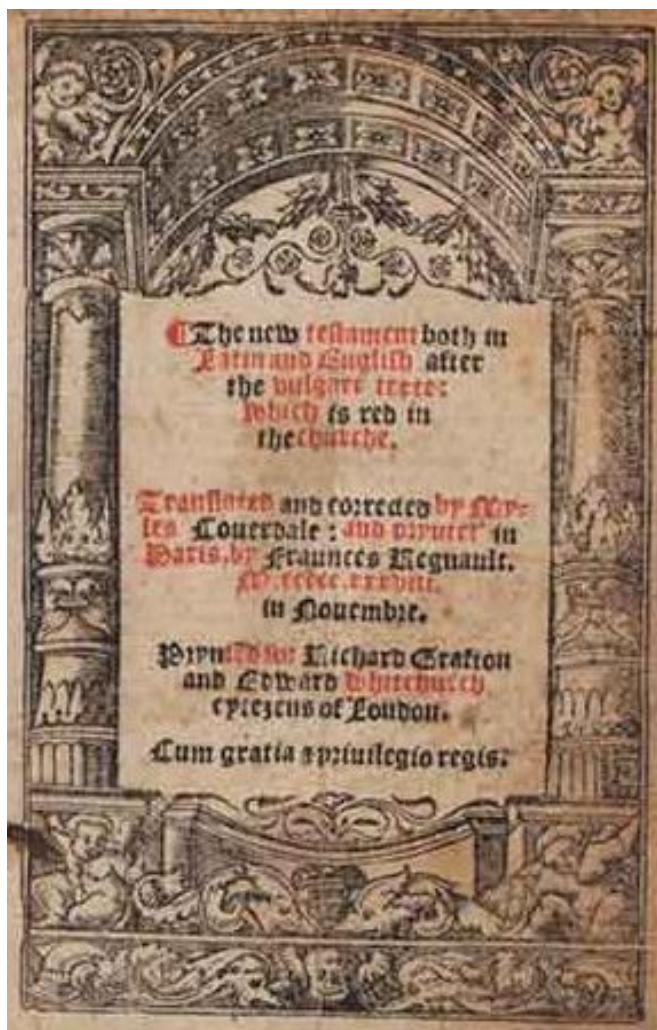 ¶The new testament both in
Latin and English after
the vulgare texte:
Which is red in
the churche.
Translated and corrected by My-
les Couerdale: and prynted in
Paris, by Fraunces Regnault.
M.ccccc.xxxviii.
in Nouembre.
Prynted for Richard Grafton
and Edward Whitchurch
cytezens of London.
Cum gratia & priuilegio regis.